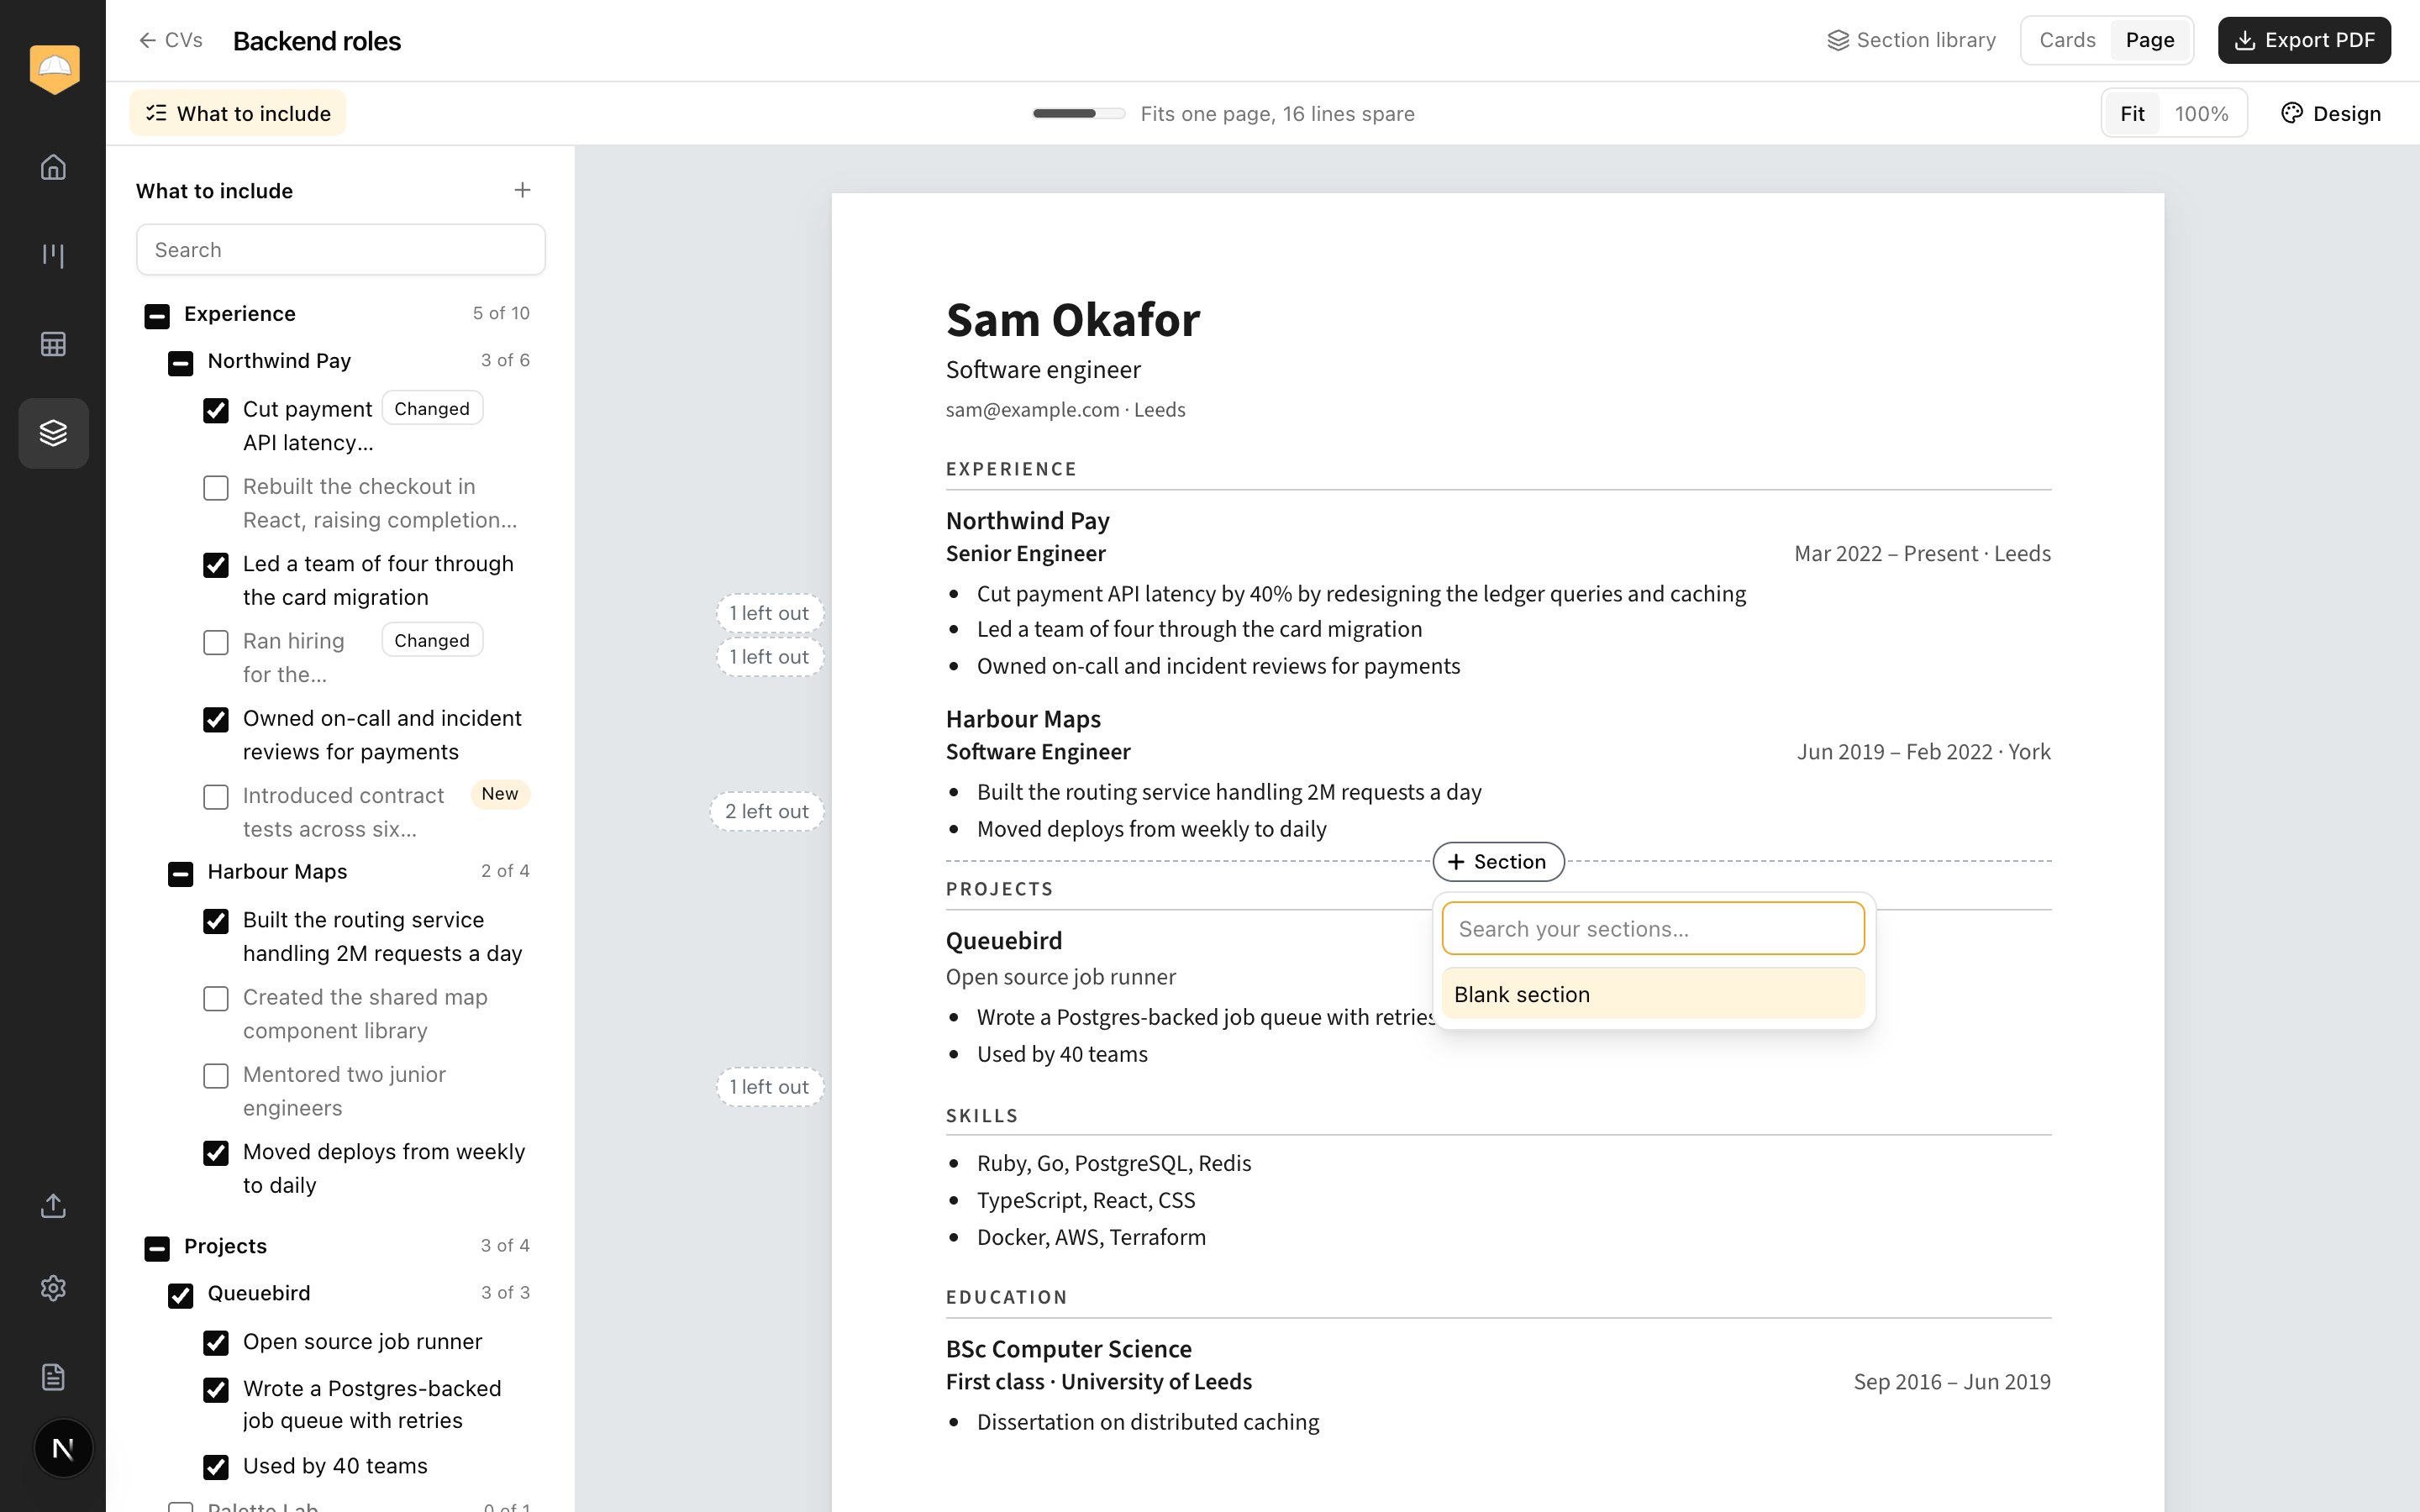 CVs
Backend roles
Section library
Cards
Page
Export PDF
What to include
Fits one page, 16 lines spare
Fit
100%
Design
What to include
Search
Experience
5 of 10
Northwind Pay
3 of 6
Cut payment
API latency...
Changed
Rebuilt the checkout in
React, raising completion...
Led a team of four through
the card migration
Ran hiring
for the...
Changed
Owned on-call and incident
reviews for payments
Introduced contract
tests across six...
New
Harbour Maps
2 of 4
Built the routing service
handling 2M requests a day
Created the shared map
component library
Mentored two junior
engineers
Moved deploys from weekly
to daily
Projects
3 of 4
Queuebird
3 of 3
Open source job runner
Wrote a Postgres-backed
job queue with retries
Used by 40 teams
Palette Lab
0 of 1
N
1 left out
1 left out
2 left out
1 left out
Sam Okafor
Software engineer
sam@example.com · Leeds
EXPERIENCE
Northwind Pay
Senior Engineer
Mar 2022 – Present · Leeds
Cut payment API latency by 40% by redesigning the ledger queries and caching
Led a team of four through the card migration
Owned on-call and incident reviews for payments
Harbour Maps
Software Engineer
Jun 2019 – Feb 2022 · York
Built the routing service handling 2M requests a day
Moved deploys from weekly to daily
+ Section
Search your sections...
Blank section
PROJECTS
Queuebird
Open source job runner
Wrote a Postgres-backed job queue with retries
Used by 40 teams
SKILLS
Ruby, Go, PostgreSQL, Redis
TypeScript, React, CSS
Docker, AWS, Terraform
EDUCATION
BSc Computer Science
First class · University of Leeds
Sep 2016 – Jun 2019
Dissertation on distributed caching